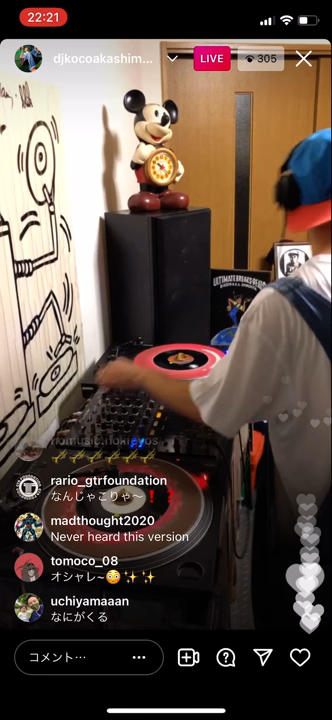 22:21
djkocoakashim...
LIVE
305
ULTIMATE BREAKS & BEATS
rario_gtrfoundation
なんじゃこりゃ〜❗
madthought2020
Never heard this version
tomoco_08
オシャレ~😳✨✨
uchiyamaaan
なにがくる
コメント…